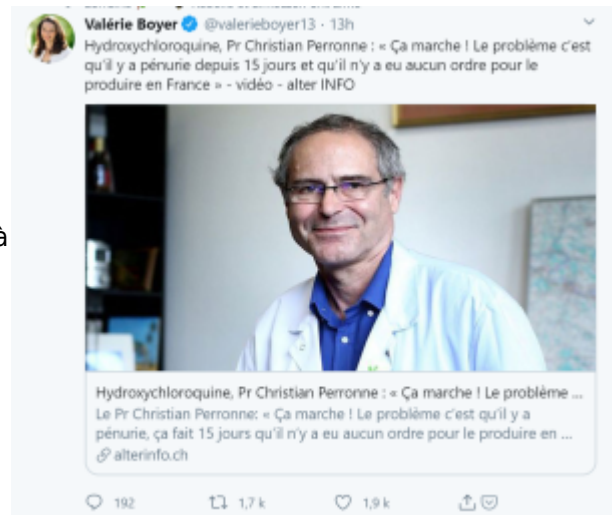 Valérie Boyer @valerieboyer13 · 13h
Hydroxychloroquine, Pr Christian Perronne : « Ça marche ! Le problème c'est
qu'il y a pénurie depuis 15 jours et qu'il n'y a eu aucun ordre pour le
produire en France » - vidéo - alter INFO
à
Hydroxychloroquine, Pr Christian Perronne : « Ça marche ! Le problème ...
Le Pr Christian Perronne: « Ça marche ! Le problème c'est qu'il y a
pénurie, ça fait 15 jours qu'il n'y a eu aucun ordre pour le produire en ...
alterinfo.ch
192 1,7 k 1,9 k